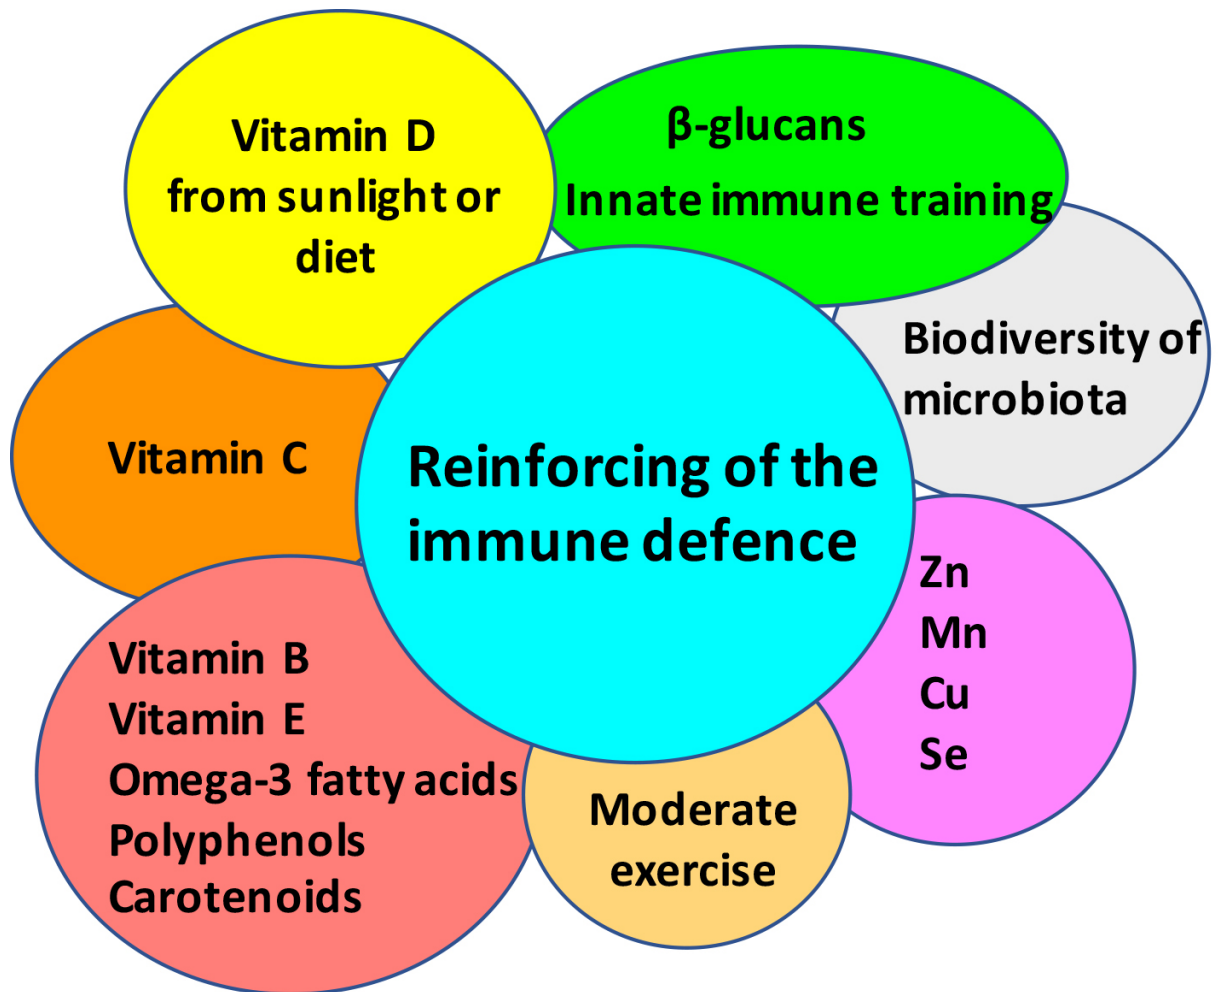 Vitamin D
from sunlight or
diet
β-glucans
Innate immune training
Biodiversity of
microbiota
Vitamin C
Reinforcing of the
immune defence
Zn
Mn
Cu
Se
Vitamin B
Vitamin E
Omega-3 fatty acids
Polyphenols
Carotenoids
Moderate
exercise